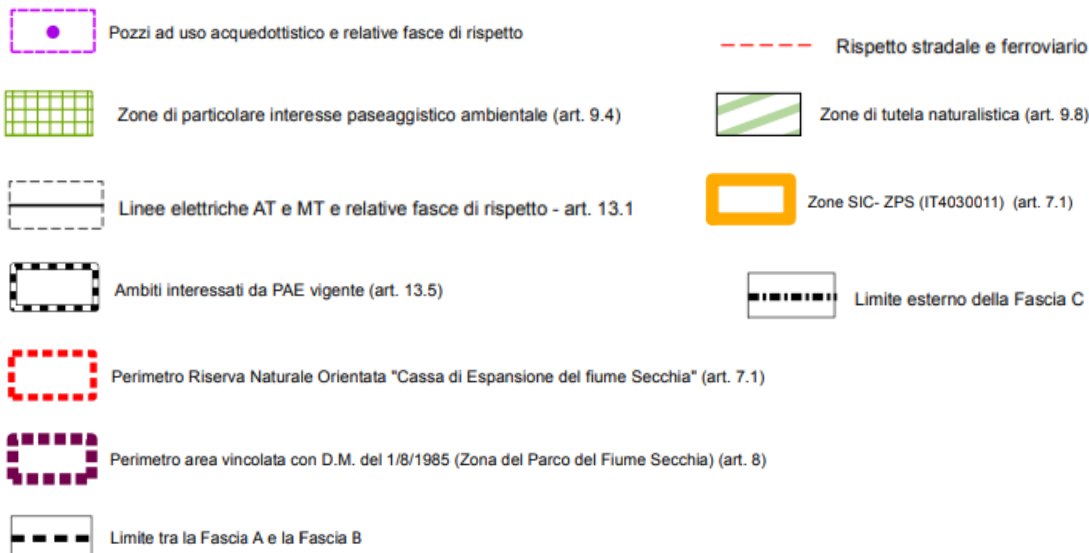 Pozzi ad uso acquedottistico e relative fasce di rispetto
Rispetto stradale e ferroviario
Zone di particolare interesse paseaggistico ambientale (art. 9.4)
Zone di tutela naturalistica (art. 9.8)
Linee elettriche AT e MT e relative fasce di rispetto - art. 13.1
Zone SIC- ZPS (IT4030011) (art. 7.1)
Ambiti interessati da PAE vigente (art. 13.5)
Limite esterno della Fascia C
Perimetro Riserva Naturale Orientata "Cassa di Espansione del fiume Secchia" (art. 7.1)
Perimetro area vincolata con D.M. del 1/8/1985 (Zona del Parco del Fiume Secchia) (art. 8)
Limite tra la Fascia A e la Fascia B